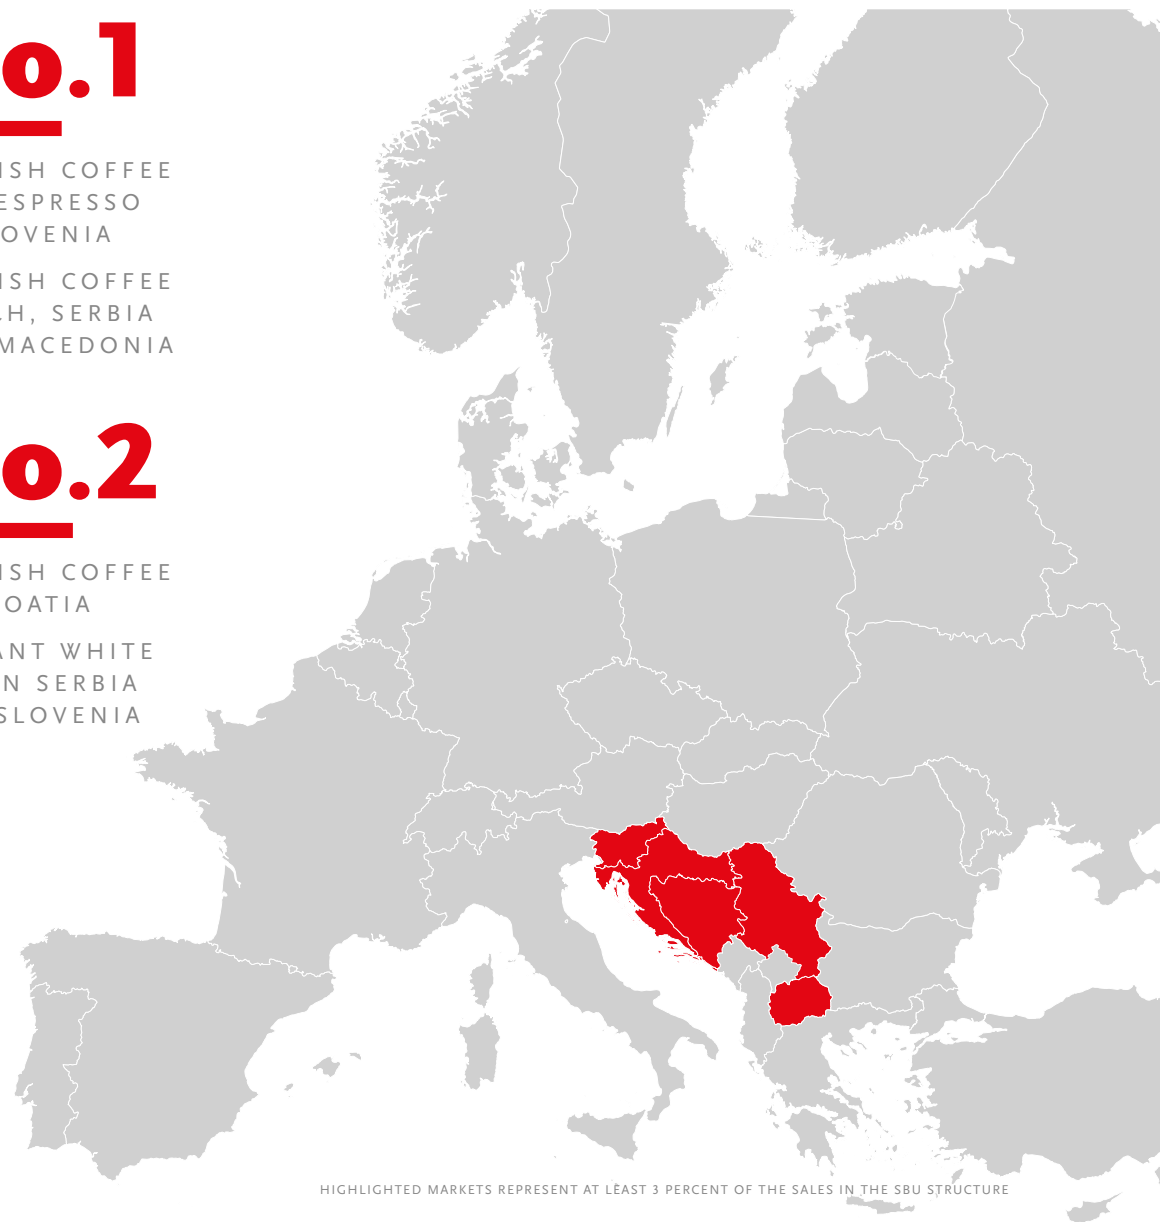 o.1
ISH COFFEE
ESPRESSO
OVENIA
ISH COFFEE
H, SERBIA
MACEDONIA
o.2
ISH COFFEE
OATIA
ANT WHITE
N SERBIA
SLOVENIA
HIGHLIGHTED MARKETS REPRESENT AT LEAST 3 PERCENT OF THE SALES IN THE SBU STRUCTURE